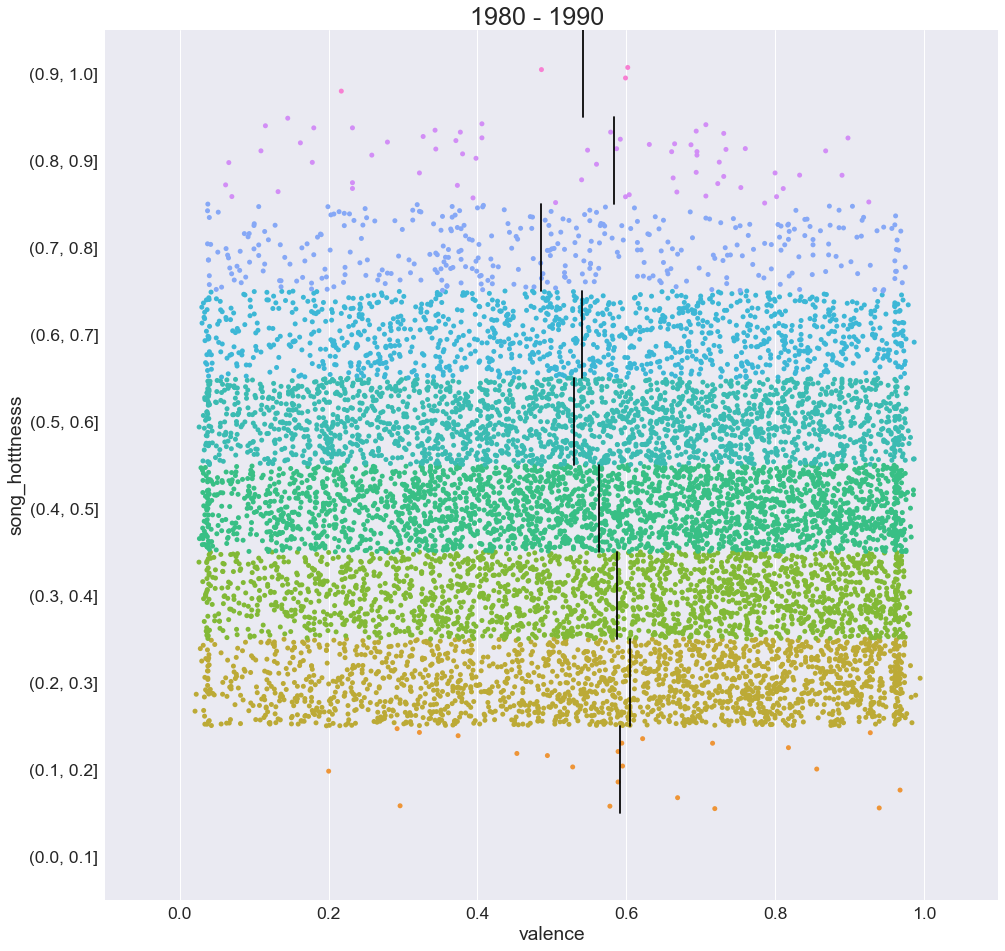 1980 - 1990
(0.9, 1.0]
(0.8, 0.9]
(0.7, 0.8]
(0.6, 0.7]
(0.5, 0.6]
(0.4, 0.5]
(0.3, 0.4]
(0.2, 0.3]
(0.1, 0.2]
(0.0, 0.1]
song_hotttnesss
0.0 0.2 0.4 0.6 0.8 1.0
valence